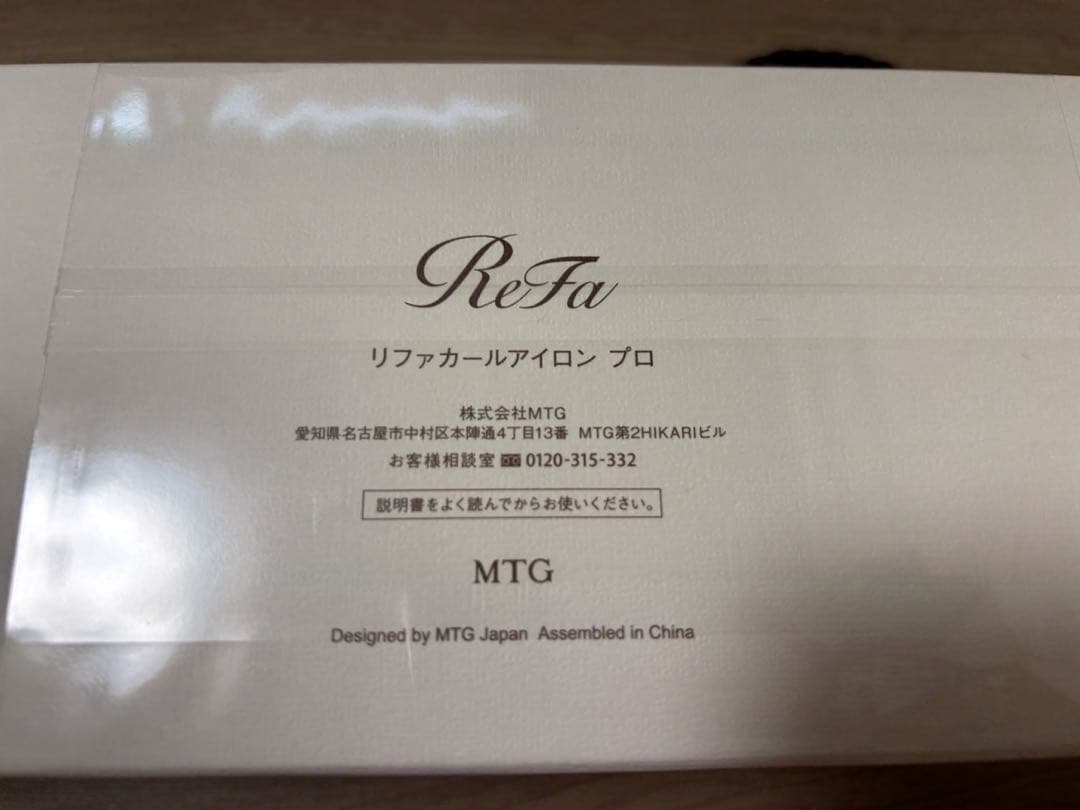 ReFa
リファカールアイロン プロ
株式会社MTG
愛知県名古屋市中村区本陣通4丁目13番 MTG第2HIKARIビル
お客様相談室 0120-315-332
説明書をよく読んでからお使いください。
MTG
Designed by MTG Japan Assembled in China